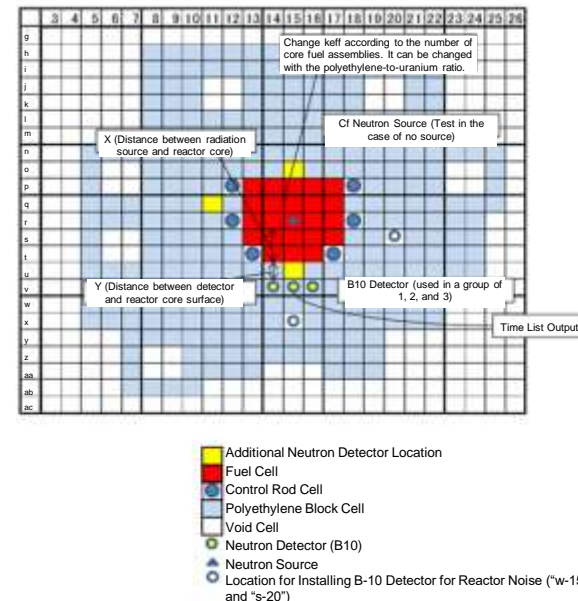 3 4 5 6 7 8 9 10 11 12 13 14 15 16 17 18 19 20 21 22 23 24 25 26
g
h
i
j
k
l
m
n
o
p
q
r
s
t
u
v
w
x
y
z
aa
ab
ac
Change keff according to the number of
core fuel assemblies. It can be changed
with the polyethylene-to-uranium ratio.
X (Distance between radiation
source and reactor core)
Cf Neutron Source (Test in the
case of no source)
Y (Distance between detector
and reactor core surface)
B10 Detector (used in a group of
1, 2, and 3)
Time List Output
Additional Neutron Detector Location
Fuel Cell
Control Rod Cell
Polyethylene Block Cell
Void Cell
Neutron Detector (B10)
Neutron Source
Location for Installing B-10 Detector for Reactor Noise (“w-15
and “s-20”)